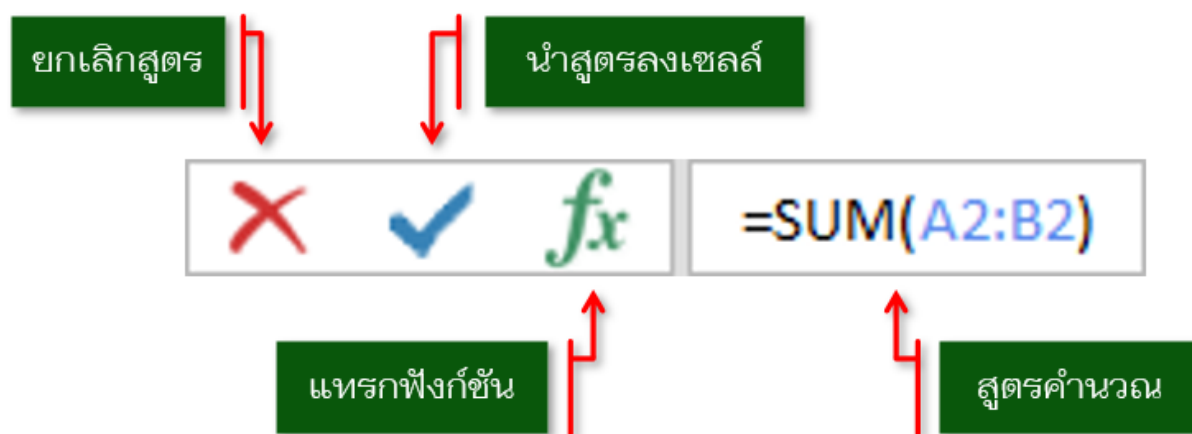 ยกเลิกสูตร
นำสูตรลงเซลล์
fx
=SUM(A2:B2)
แทรกฟังก์ชัน
สูตรคำนวณ